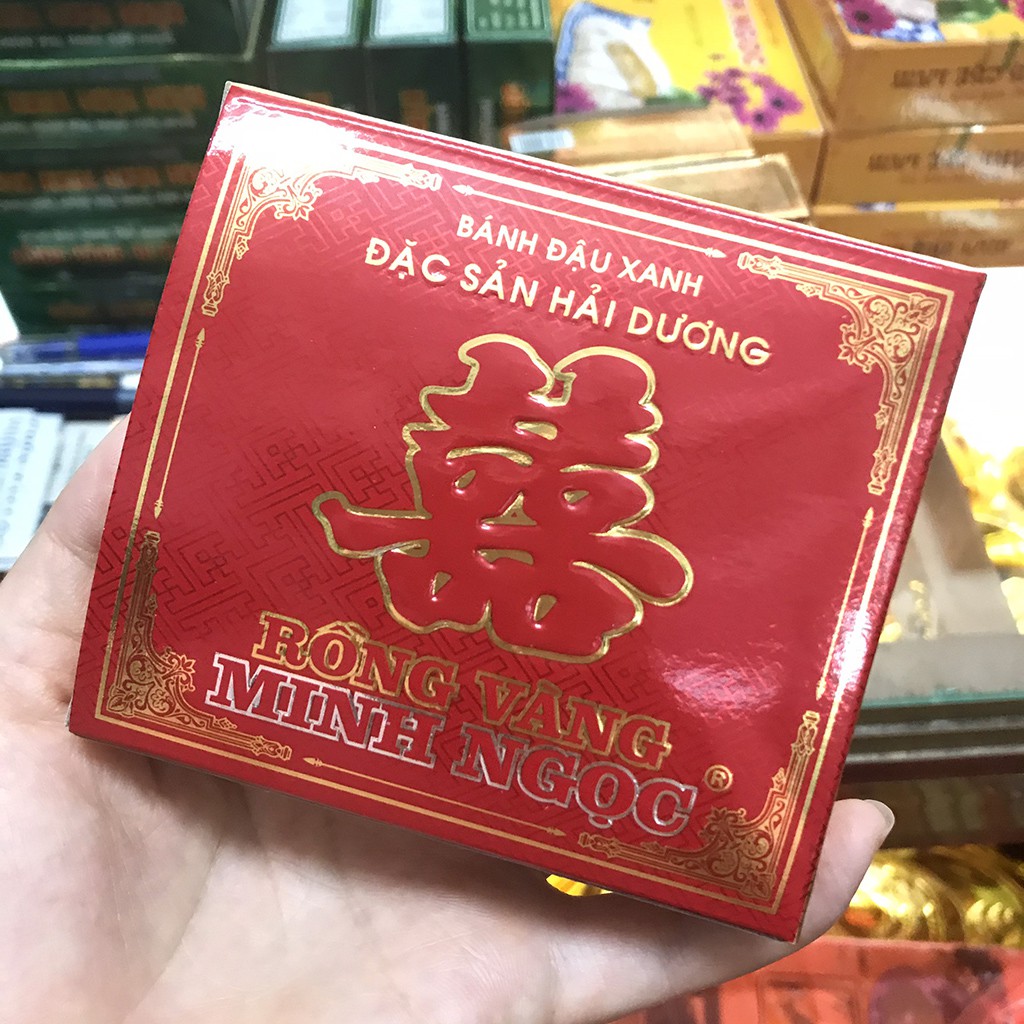 BÁNH ĐẬU XANH
ĐẶC SẢN HẢI DƯƠNG
囍
RỒNG VÀNG
MINH NGỌC ®